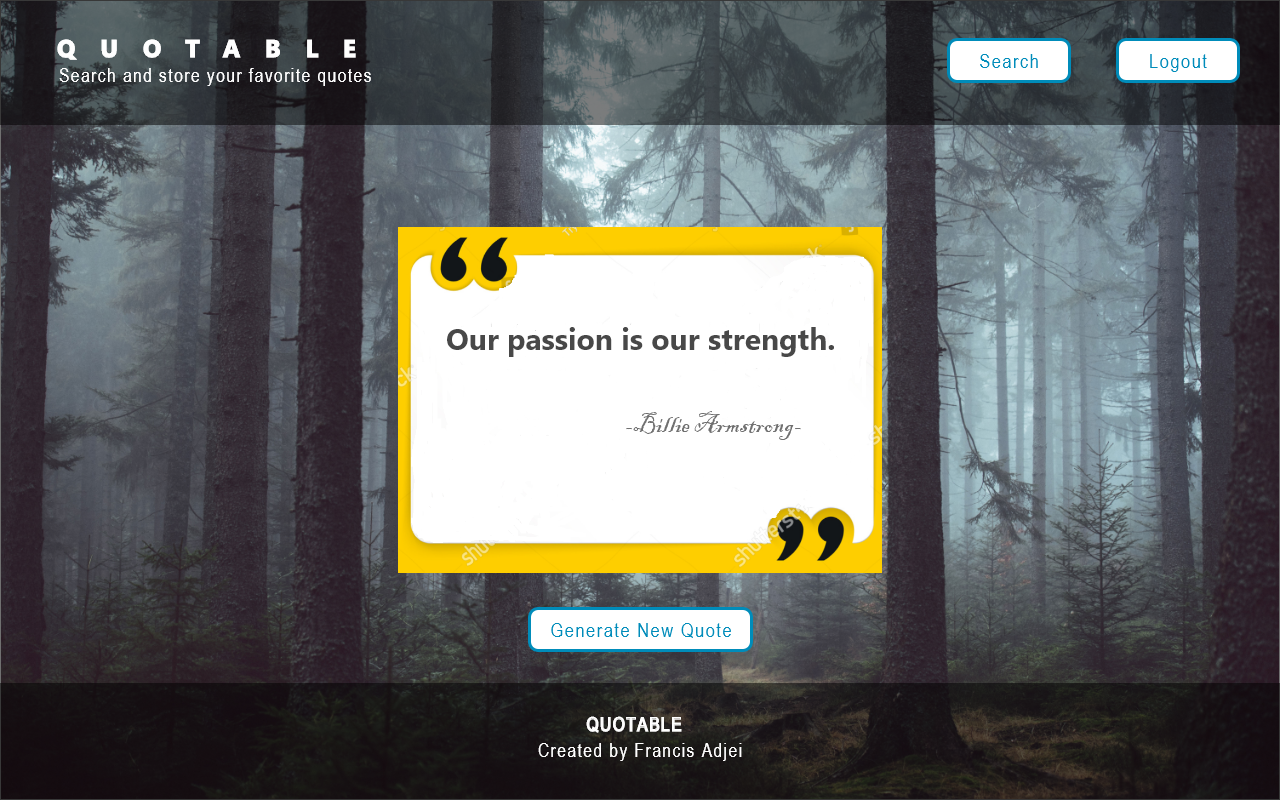 QUOTABLE
Search and store your favorite quotes
Search
Logout
Our passion is our strength.
-Billie Armstrong-
Generate New Quote
QUOTABLE
Created by Francis Adjei